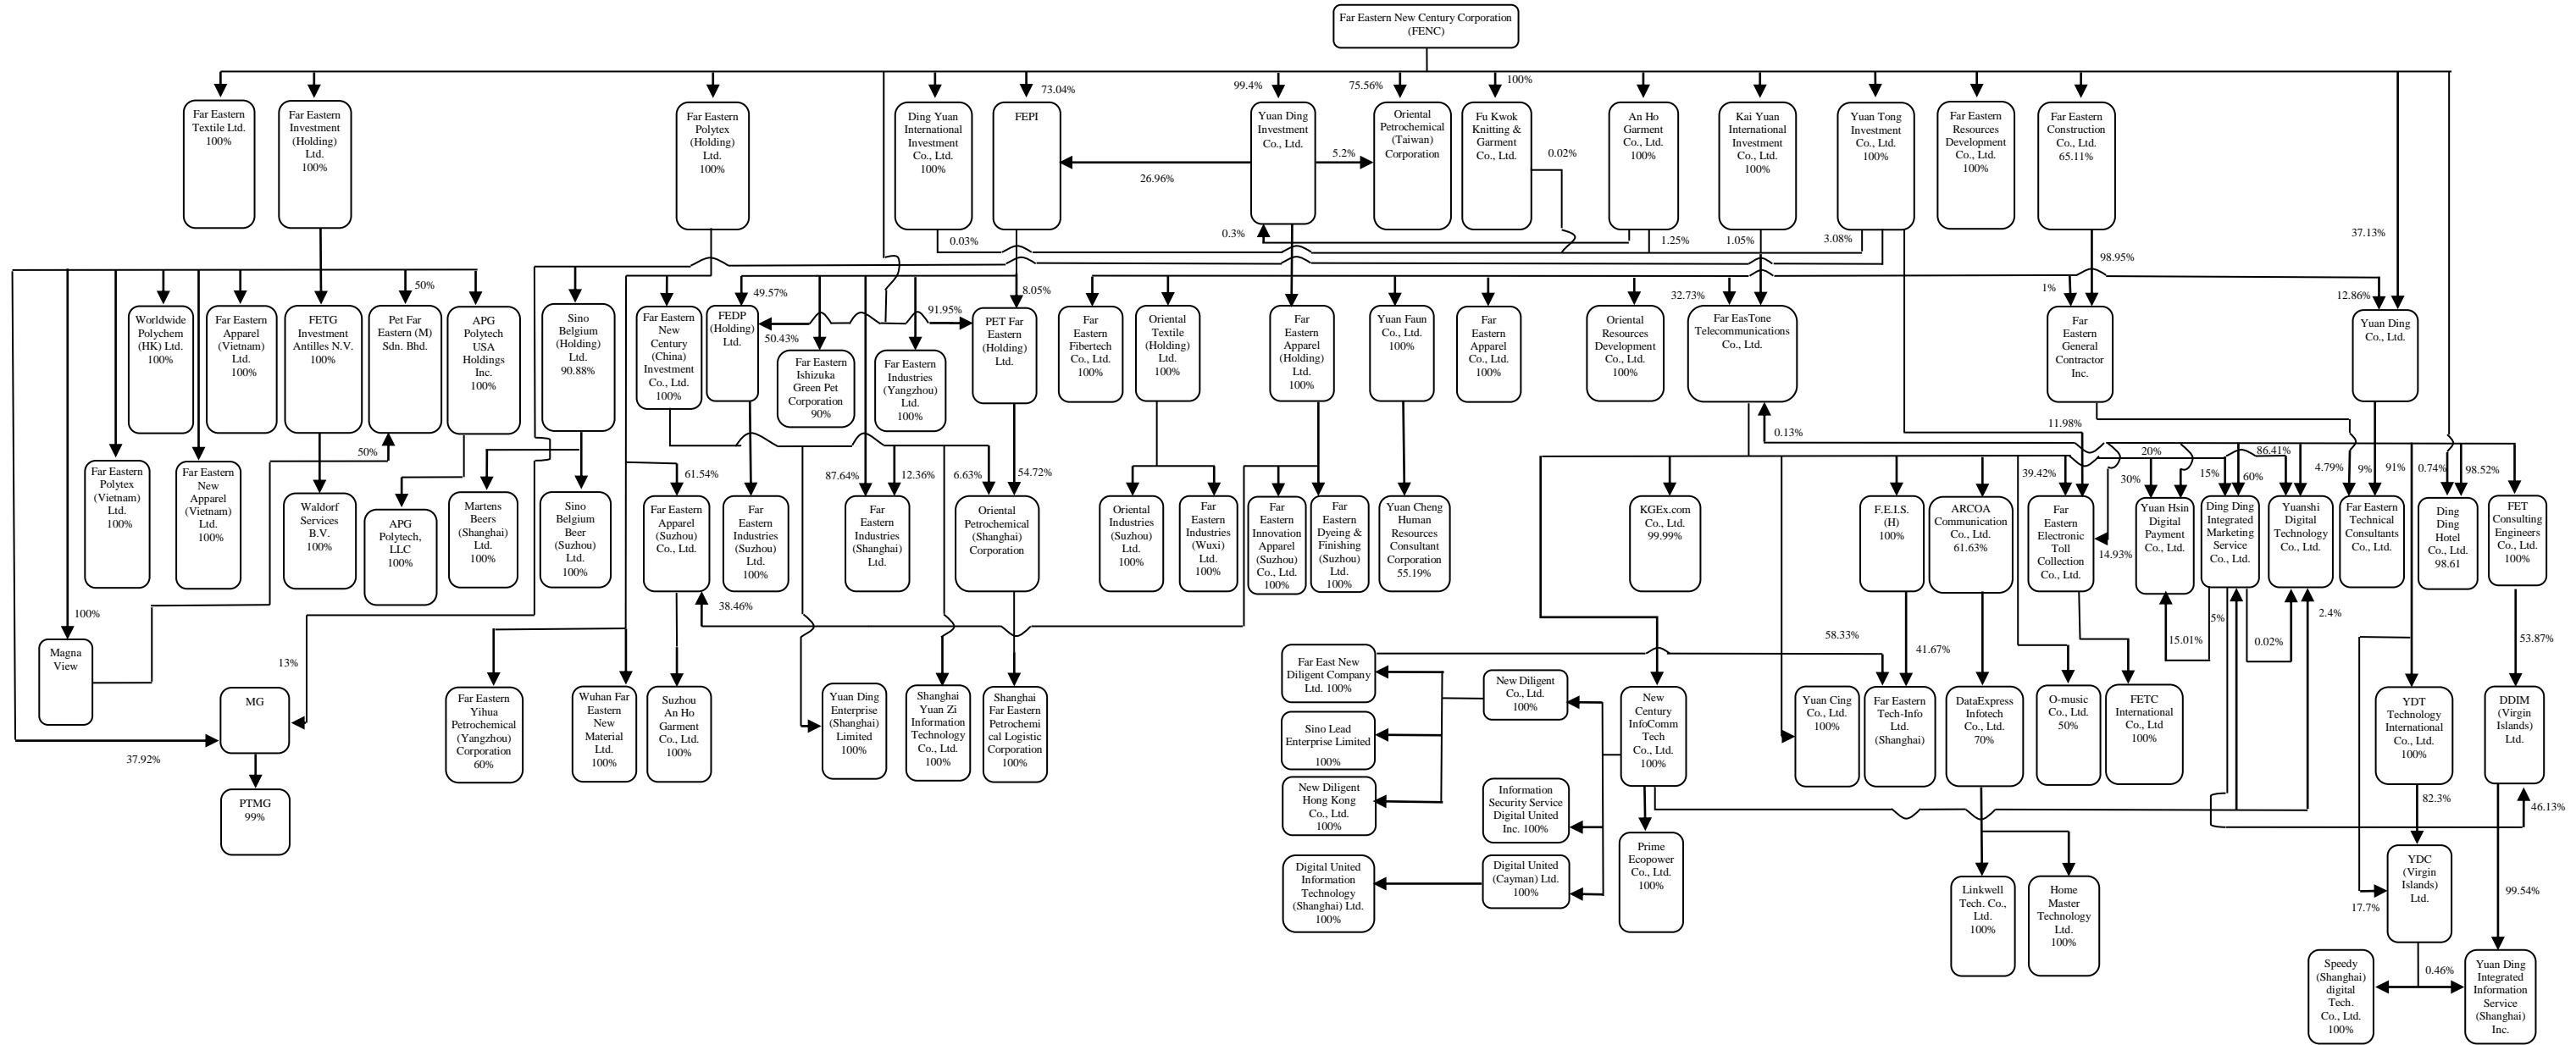 Far Eastern New Century Corporation
(FENC)
73.04%
99.4%
75.56%
100%
Far Eastern
Textile Ltd.
100%
Far Eastern
Investment
(Holding)
Ltd.
100%
Far Eastern
Polytex
(Holding)
Ltd.
100%
Ding Yuan
International
Investment
Co., Ltd.
100%
FEPI
Yuan Ding
Investment
Co., Ltd.
Oriental
Petrochemical
(Taiwan)
Corporation
Fu Kwok
Knitting &
Garment
Co., Ltd.
An Ho
Garment
Co., Ltd.
100%
Kai Yuan
International
Investment
Co., Ltd.
100%
Yuan Tong
Investment
Co., Ltd.
100%
Far Eastern
Resources
Development
Co., Ltd.
100%
Far Eastern
Construction
Co., Ltd.
65.11%
26.96%
5.2%
0.02%
0.03%
0.3%
1.25%
1.05%
3.08%
37.13%
98.95%
50%
49.57%
50.43%
91.95%
8.05%
32.73%
1%
12.86%
Worldwide
Polychem
(HK) Ltd.
100%
Far Eastern
Apparel
(Vietnam)
Ltd.
100%
FETG
Investment
Antilles N.V.
100%
Pet Far
Eastern (M)
Sdn. Bhd.
APG
Polytech
USA
Holdings
Inc.
100%
Sino
Belgium
(Holding)
Ltd.
90.88%
Far Eastern
New
Century
(China)
Investment
Co., Ltd.
100%
FEDP
(Holding)
Ltd.
Far Eastern
Ishizuka
Green Pet
Corporation
90%
Far Eastern
Industries
(Yangzhou)
Ltd.
100%
PET Far
Eastern
(Holding)
Ltd.
Far
Eastern
Fibertech
Co., Ltd.
100%
Oriental
Textile
(Holding)
Ltd.
100%
Far
Eastern
Apparel
(Holding)
Ltd.
100%
Yuan Faun
Co., Ltd.
100%
Far
Eastern
Apparel
Co., Ltd.
100%
Oriental
Resources
Development
Co., Ltd.
100%
Far EasTone
Telecommunications
Co., Ltd.
Far
Eastern
General
Contractor
Inc.
Yuan Ding
Co., Ltd.
50%
61.54%
87.64%
12.36%
6.63%
54.72%
0.13%
11.98%
39.42%
14.93%
30%
20%
15%
60%
86.41%
4.79%
9%
91%
0.74%
98.52%
Far Eastern
Polytex
(Vietnam)
Ltd.
100%
Far Eastern
New
Apparel
(Vietnam)
Ltd.
100%
Waldorf
Services
B.V.
100%
APG
Polytech,
LLC
100%
Martens
Beers
(Shanghai)
Ltd.
100%
Sino
Belgium
Beer
(Suzhou)
Ltd.
100%
Far Eastern
Apparel
(Suzhou)
Co., Ltd.
Far
Eastern
Industries
(Suzhou)
Ltd.
100%
Far
Eastern
Industries
(Shanghai)
Ltd.
Oriental
Petrochemical
(Shanghai)
Corporation
Oriental
Industries
(Suzhou)
Ltd.
100%
Far
Eastern
Industries
(Wuxi)
Ltd.
100%
Far
Eastern
Innovation
Apparel
(Suzhou)
Co., Ltd.
100%
Far
Eastern
Dyeing &
Finishing
(Suzhou)
Ltd.
100%
Yuan Cheng
Human
Resources
Consultant
Corporation
55.19%
KGEx.com
Co., Ltd.
99.99%
F.E.I.S.
(H)
100%
ARCOA
Communication
Co., Ltd.
61.63%
Far
Eastern
Electronic
Toll
Collection
Co., Ltd.
Yuan Hsin
Digital
Payment
Co., Ltd.
Ding Ding
Integrated
Marketing
Service
Co., Ltd.
Yuanshi
Digital
Technology
Co., Ltd.
Far Eastern
Technical
Consultants
Co., Ltd.
Ding
Ding
Hotel
Co., Ltd.
98.61
FET
Consulting
Engineers
Co., Ltd.
100%
100%
13%
37.92%
38.46%
58.33%
41.67%
15.01%
5%
0.02%
2.4%
53.87%
Magna
View
MG
PTMG
99%
Far Eastern
Yihua
Petrochemical
(Yangzhou)
Corporation
60%
Wuhan Far
Eastern
New
Material
Ltd.
100%
Suzhou
An Ho
Garment
Co., Ltd.
100%
Yuan Ding
Enterprise
(Shanghai)
Limited
100%
Shanghai
Yuan Zi
Information
Technology
Co., Ltd.
100%
Shanghai
Far Eastern
Petrochemi
cal Logistic
Corporation
100%
Far East New
Diligent Company
Ltd. 100%
Sino Lead
Enterprise Limited
100%
New Diligent
Hong Kong
Co., Ltd.
100%
Digital United
Information
Technology
(Shanghai) Ltd.
100%
New Diligent
Co., Ltd.
100%
Information
Security Service
Digital United
Inc. 100%
Digital United
(Cayman) Ltd.
100%
New
Century
InfoComm
Tech
Co., Ltd.
100%
Prime
Ecopower
Co., Ltd.
100%
Yuan Cing
Co., Ltd.
100%
Far Eastern
Tech-Info
Ltd.
(Shanghai)
DataExpress
Infotech
Co., Ltd.
70%
O-music
Co., Ltd.
50%
FETC
International
Co., Ltd
100%
Linkwell
Tech. Co.,
Ltd.
100%
Home
Master
Technology
Ltd.
100%
YDT
Technology
International
Co., Ltd.
100%
DDIM
(Virgin
Islands)
Ltd.
82.3%
46.13%
YDC
(Virgin
Islands)
Ltd.
17.7%
99.54%
0.46%
Speedy
(Shanghai)
digital
Tech.
Co., Ltd.
100%
Yuan Ding
Integrated
Information
Service
(Shanghai)
Inc.